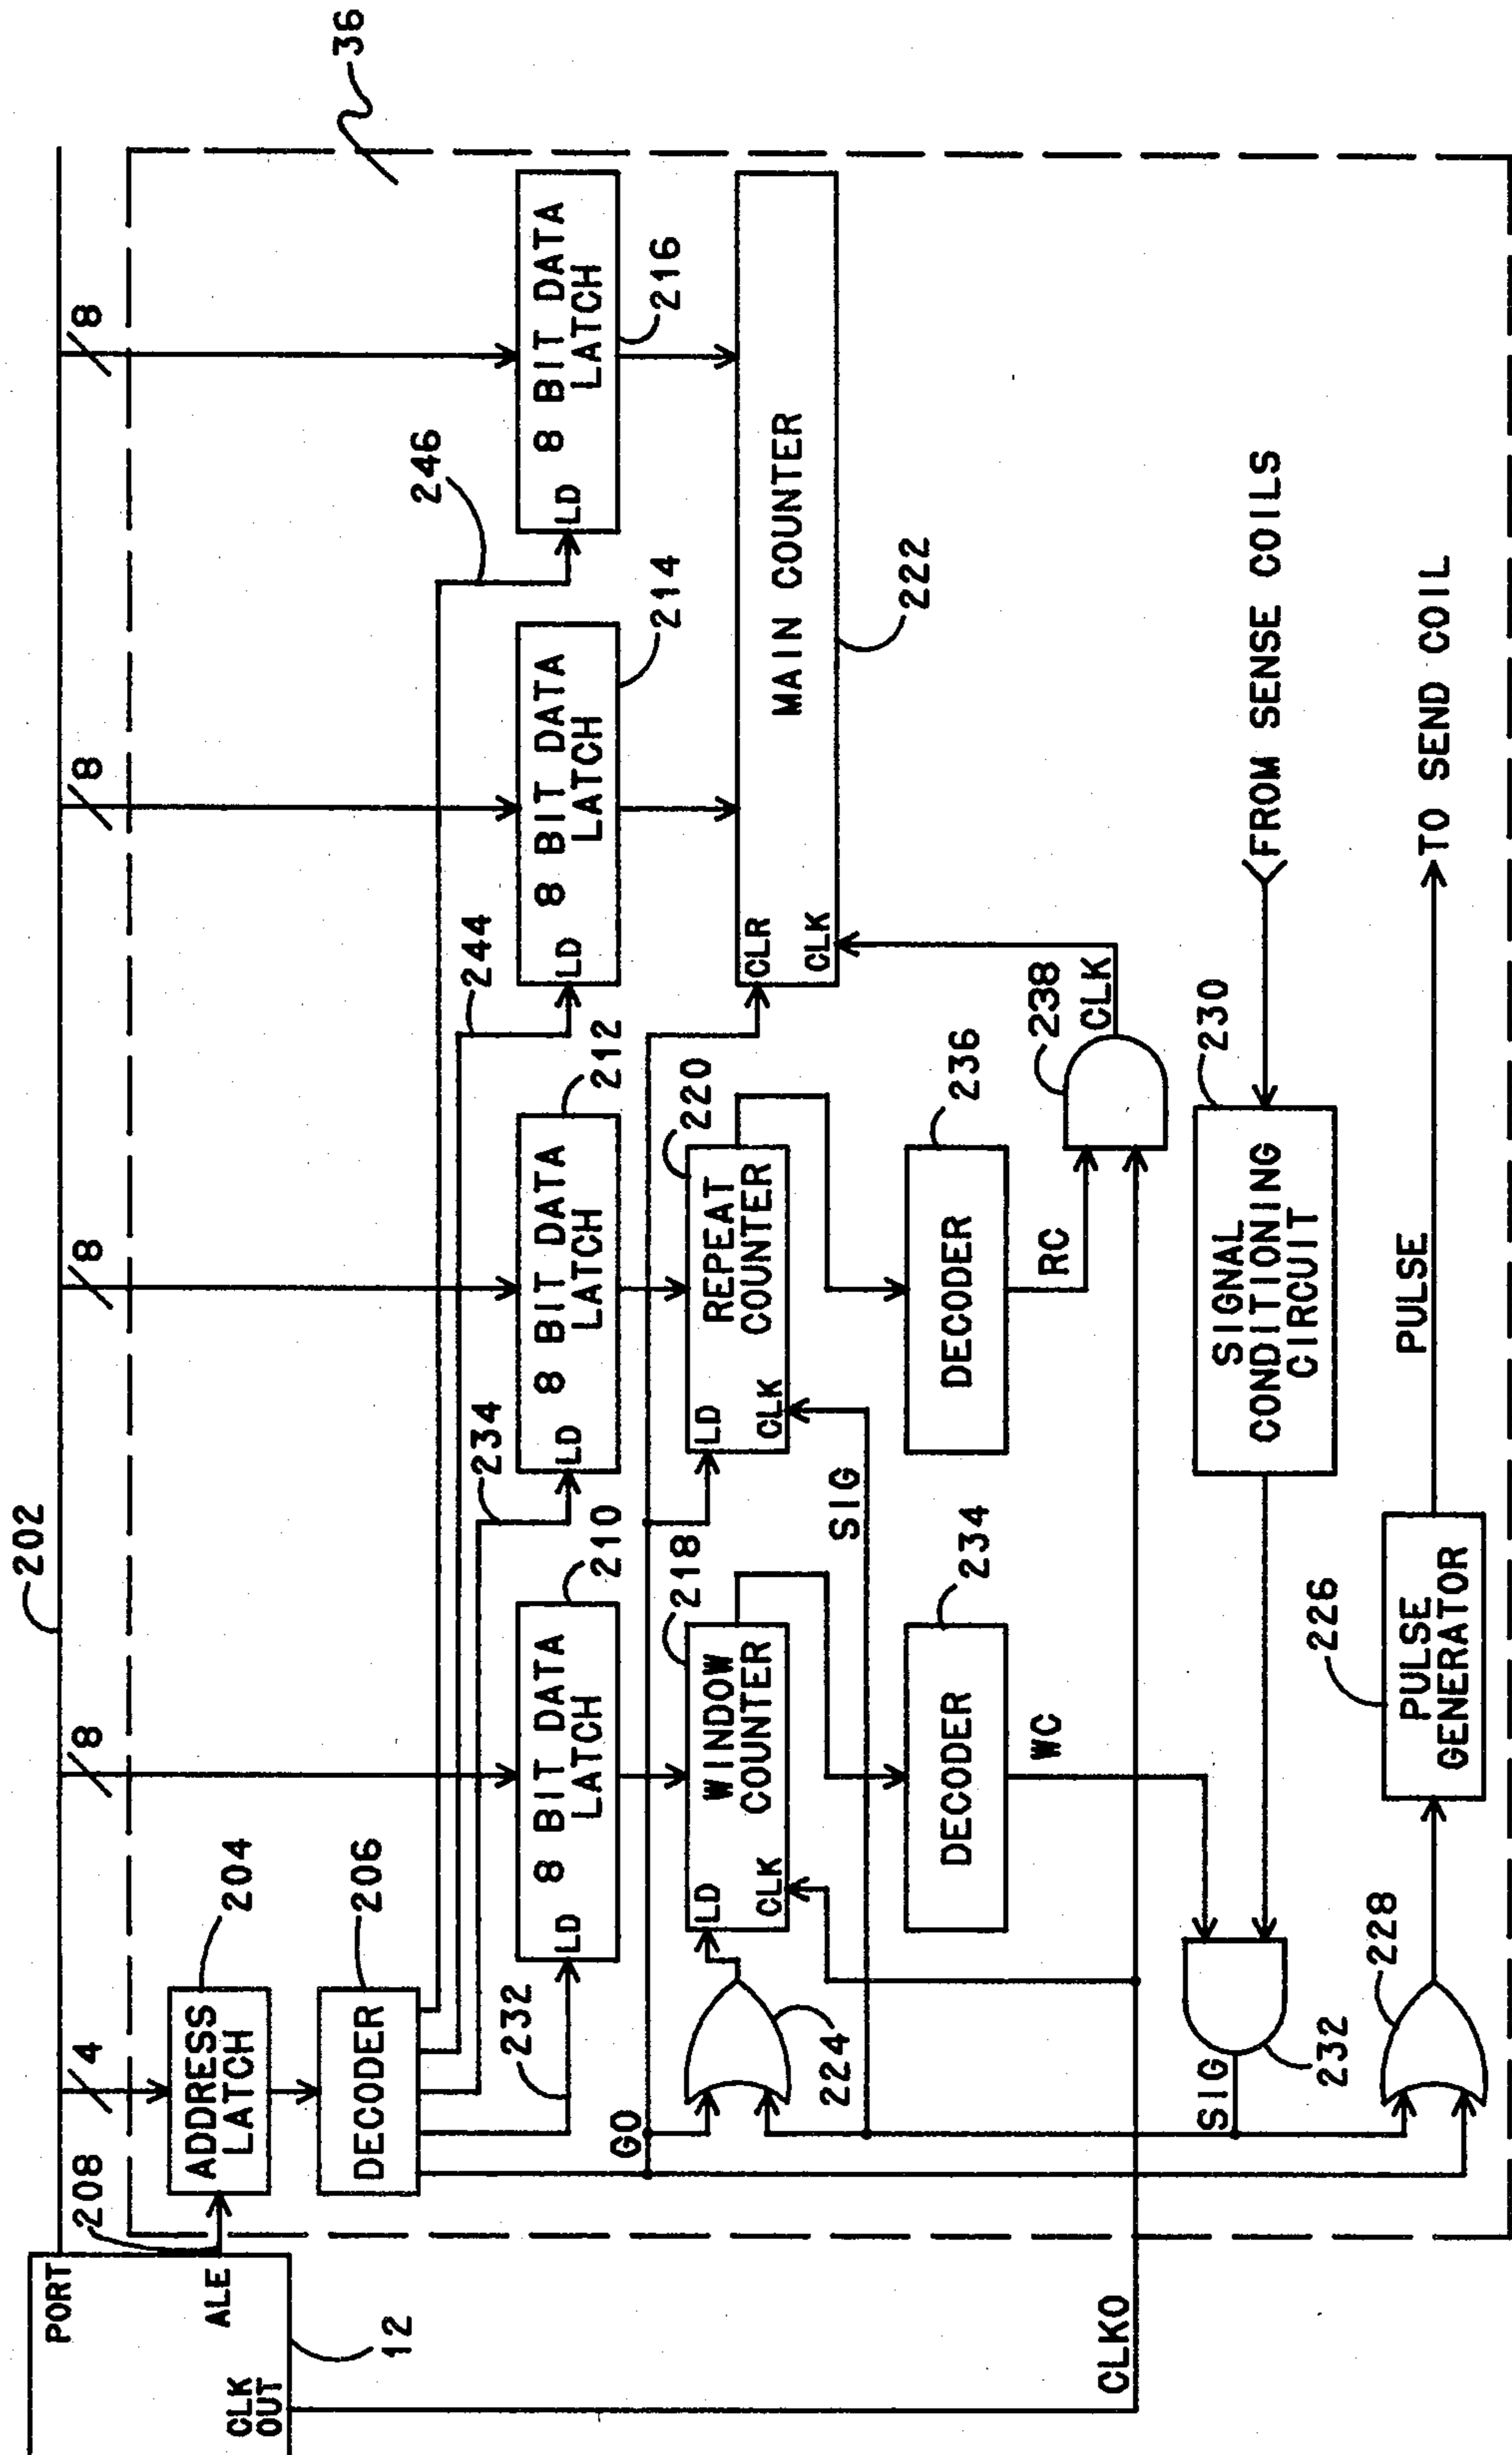 36
202
8
8
8
8
4
PORT
208
ALE
12
CLK
OUT
ADDRESS
LATCH
204
DECODER
206
232
234
244
246
LD
8 BIT DATA
LATCH
210
LD
8 BIT DATA
LATCH
212
LD
8 BIT DATA
LATCH
214
LD
8 BIT DATA
LATCH
216
GO
224
LD
WINDOW
COUNTER
CLK
218
LD
REPEAT
COUNTER
CLK
220
CLR
MAIN COUNTER
CLK
222
SIG
DECODER
234
WC
DECODER
236
RC
238
CLK
CLKO
SIG
232
SIGNAL
CONDITIONING
CIRCUIT
230
FROM SENSE COILS
228
PULSE
GENERATOR
226
PULSE
TO SEND COIL